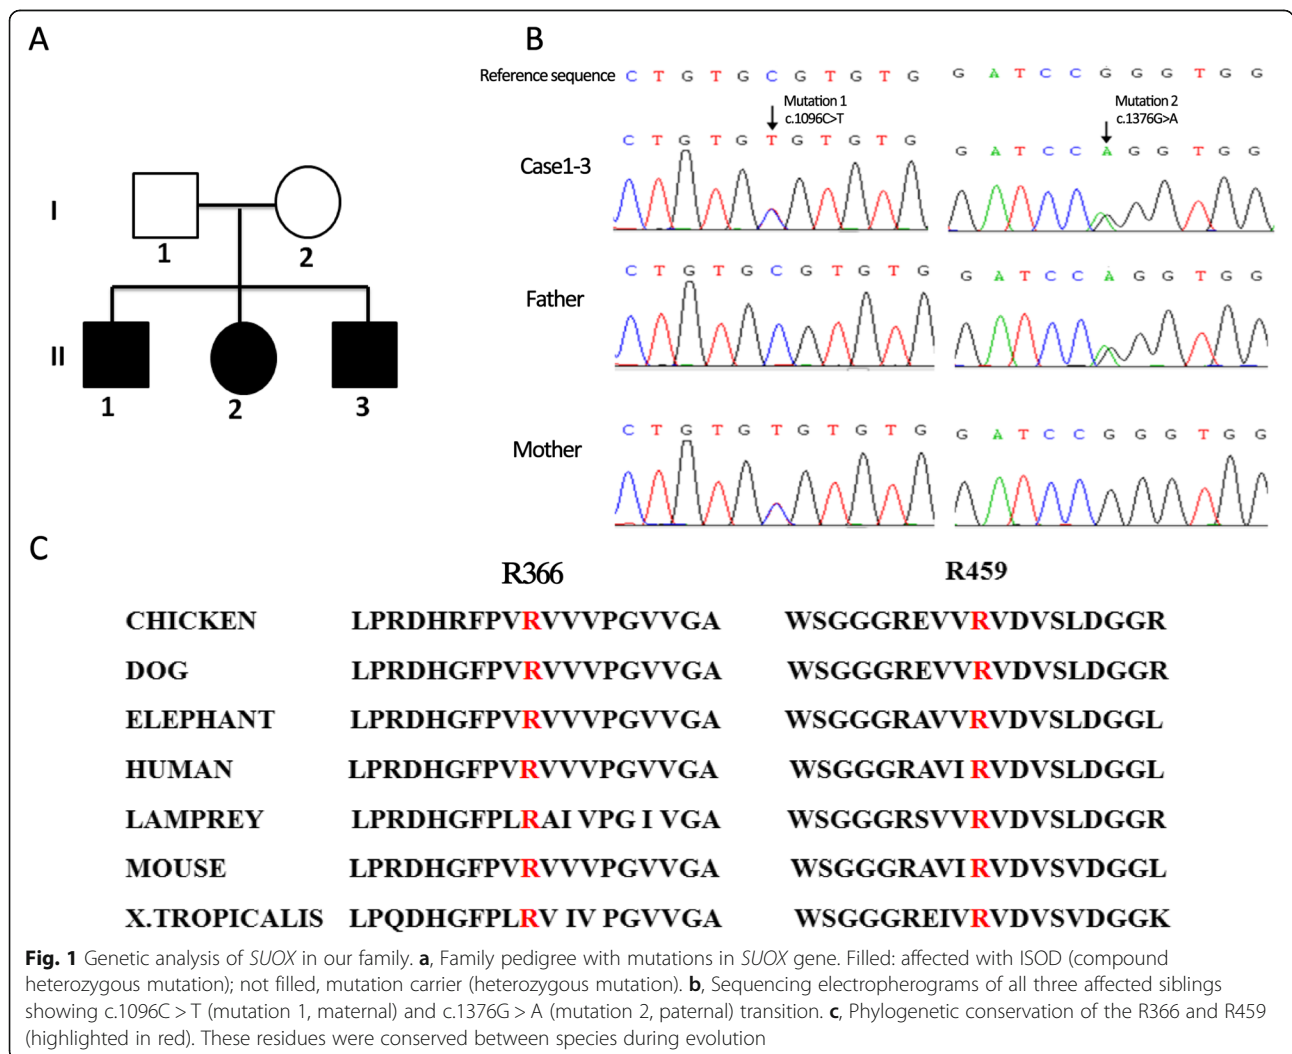 A
B
Reference sequence C T G T G C G T G T G G A T C C G G G T G G
Mutation 1
c.1096C>T
Mutation 2
c.1376G>A
Case1-3
C T G T G T G T G T G G A T C C A G G T G G
Father
C T G T G C G T G T G G A T C C A G G T G G
Mother
C T G T G T G T G T G G A T C C G G G T G G
I
1 2
II
1 2 3
C
R366 R459
CHICKEN LPRDHRFPVRVVVPGVVGA WSGGGREVVRVDVSLDGGR
DOG LPRDHGFPVRVVVPGVVGA WSGGGREVVRVDVSLDGGR
ELEPHANT LPRDHGFPVRVVVPGVVGA WSGGGRAVVRVDVSLDGGL
HUMAN LPRDHGFPVRVVVPGVVGA WSGGGRAVIRVDVSLDGGL
LAMPREY LPRDHGFPLRAI VPG I VGA WSGGGRSVVRVDVSLDGGR
MOUSE LPRDHGFPVRVVVPGVVGA WSGGGRAVIRVDVSVDGGL
X.TROPICALIS LPQDHGFPLRV IV PGVVGA WSGGGREIVRVDVSVDGGK
Fig. 1 Genetic analysis of SUOX in our family. a, Family pedigree with mutations in SUOX gene. Filled: affected with ISOD (compound
heterozygous mutation); not filled, mutation carrier (heterozygous mutation). b, Sequencing electropherograms of all three affected siblings
showing c.1096C > T (mutation 1, maternal) and c.1376G > A (mutation 2, paternal) transition. c, Phylogenetic conservation of the R366 and R459
(highlighted in red). These residues were conserved between species during evolution